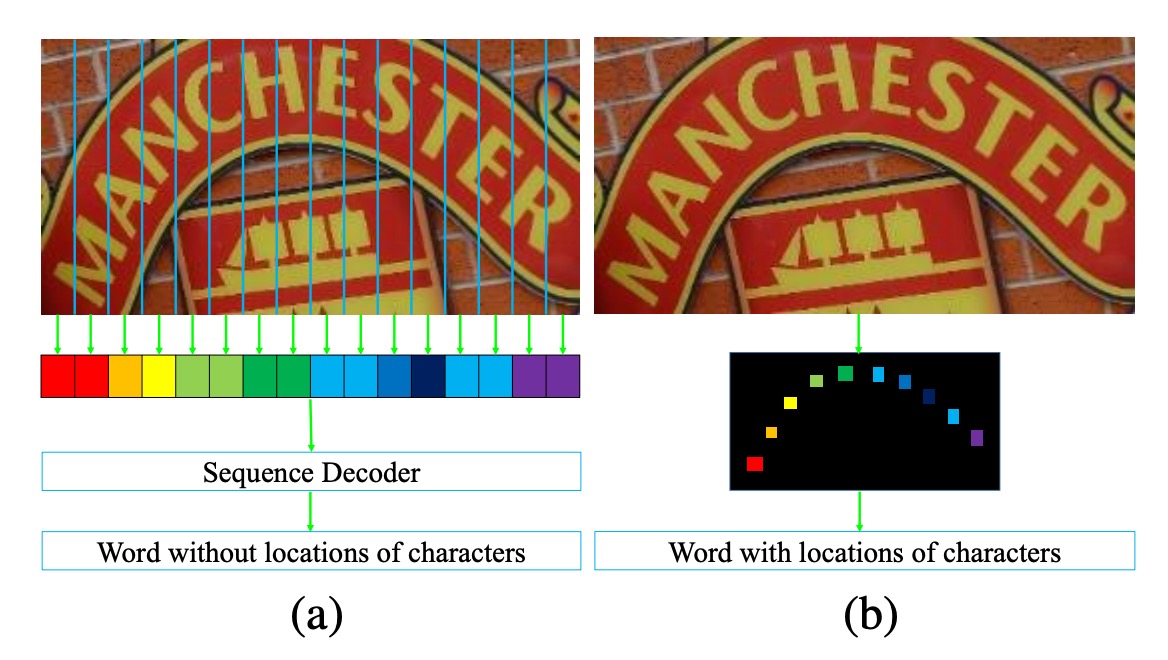 MANCHESTER
MANCHESTER
Sequence Decoder
Word without locations of characters
Word with locations of characters
(a)
(b)